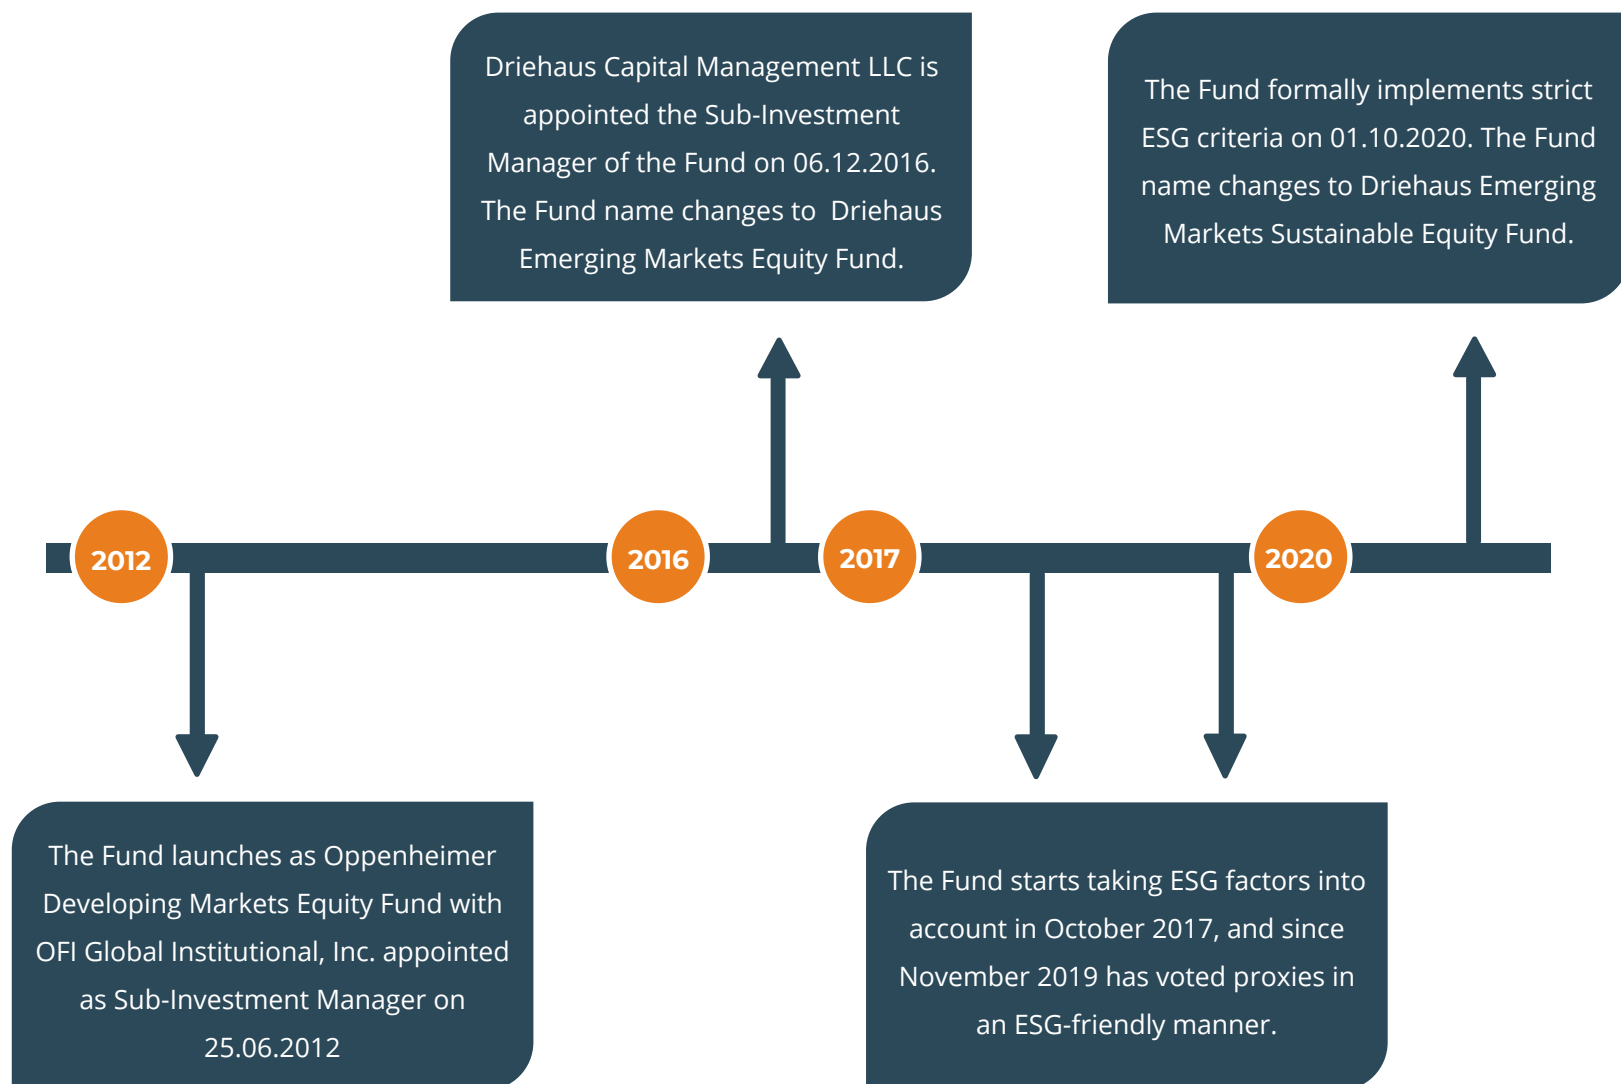 Driehaus Capital Management LLC is
appointed the Sub-Investment
Manager of the Fund on 06.12.2016.
The Fund name changes to Driehaus
Emerging Markets Equity Fund.
The Fund formally implements strict
ESG criteria on 01.10.2020. The Fund
name changes to Driehaus Emerging
Markets Sustainable Equity Fund.
2012
2016
2017
2020
The Fund launches as Oppenheimer
Developing Markets Equity Fund with
OFI Global Institutional, Inc. appointed
as Sub-Investment Manager on
25.06.2012
The Fund starts taking ESG factors into
account in October 2017, and since
November 2019 has voted proxies in
an ESG-friendly manner.